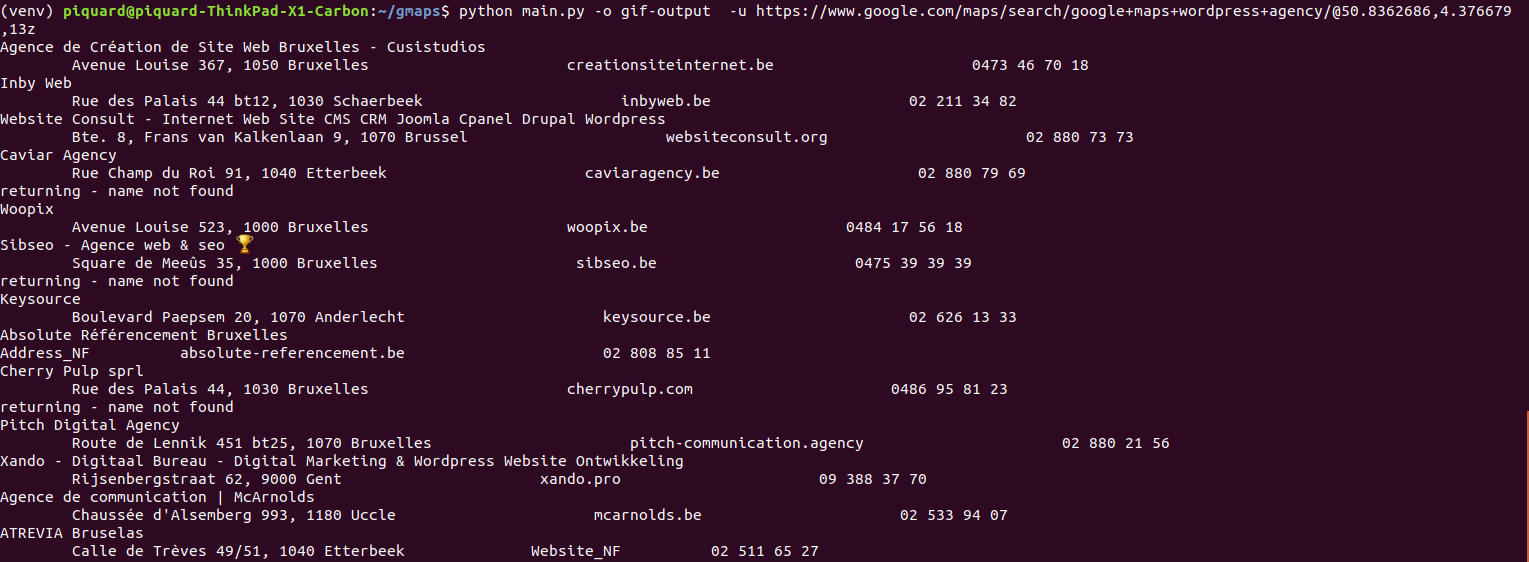 (venv) piquard@piquard-ThinkPad-X1-Carbon:~/gmaps$ python main.py -o gif-output  -u https://www.google.com/maps/search/google+maps+wordpress+agency/@50.8362686,4.376679
,13z
Agence de Création de Site Web Bruxelles - Cusistudios
Avenue Louise 367, 1050 Bruxelles creationsiteinternet.be 0473 46 70 18
Inby Web
Rue des Palais 44 bt12, 1030 Schaerbeek inbyweb.be 02 211 34 82
Website Consult - Internet Web Site CMS CRM Joomla Cpanel Drupal Wordpress
Bte. 8, Frans van Kalkenlaan 9, 1070 Brussel websiteconsult.org 02 880 73 73
Caviar Agency
Rue Champ du Roi 91, 1040 Etterbeek caviaragency.be 02 880 79 69
returning - name not found
Woopix
Avenue Louise 523, 1000 Bruxelles woopix.be 0484 17 56 18
Sibseo - Agence web & seo 🏆
Square de Meeûs 35, 1000 Bruxelles sibseo.be 0475 39 39 39
returning - name not found
Keysource
Boulevard Paepsem 20, 1070 Anderlecht keysource.be 02 626 13 33
Absolute Référencement Bruxelles
Address_NF absolute-referencement.be 02 808 85 11
Cherry Pulp sprl
Rue des Palais 44, 1030 Bruxelles cherrypulp.com 0486 95 81 23
returning - name not found
Pitch Digital Agency
Route de Lennik 451 bt25, 1070 Bruxelles pitch-communication.agency 02 880 21 56
Xando - Digitaal Bureau - Digital Marketing & Wordpress Website Ontwikkeling
Rijsenbergstraat 62, 9000 Gent xando.pro 09 388 37 70
Agence de communication | McArnolds
Chaussée d'Alsemberg 993, 1180 Uccle mcarnolds.be 02 533 94 07
ATREVIA Bruselas
Calle de Trèves 49/51, 1040 Etterbeek Website_NF 02 511 65 27